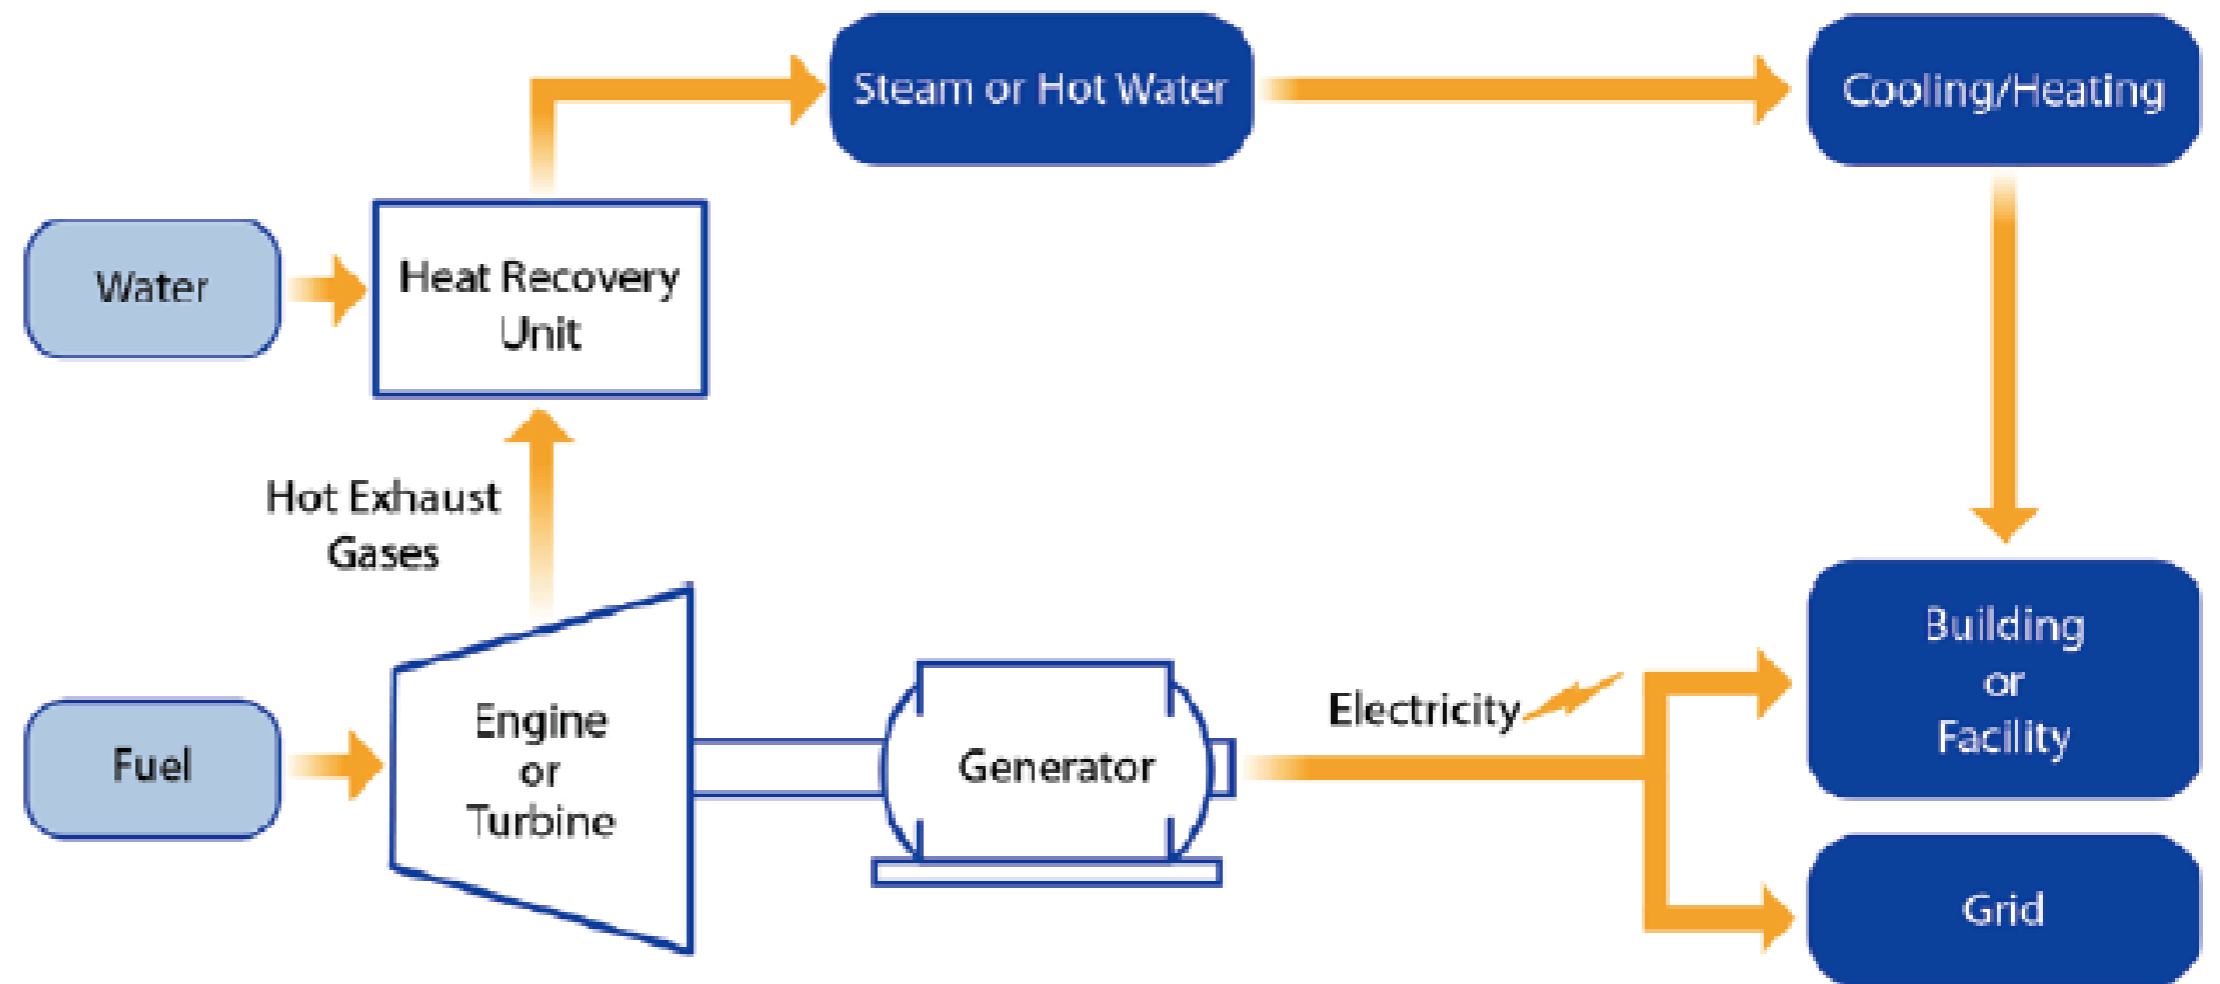 Steam or Hot Water
Cooling/Heating
Water
Heat Recovery
Unit
Hot Exhaust
Gases
Fuel
Engine
or
Turbine
Generator
Electricity
Building
or
Facility
Grid